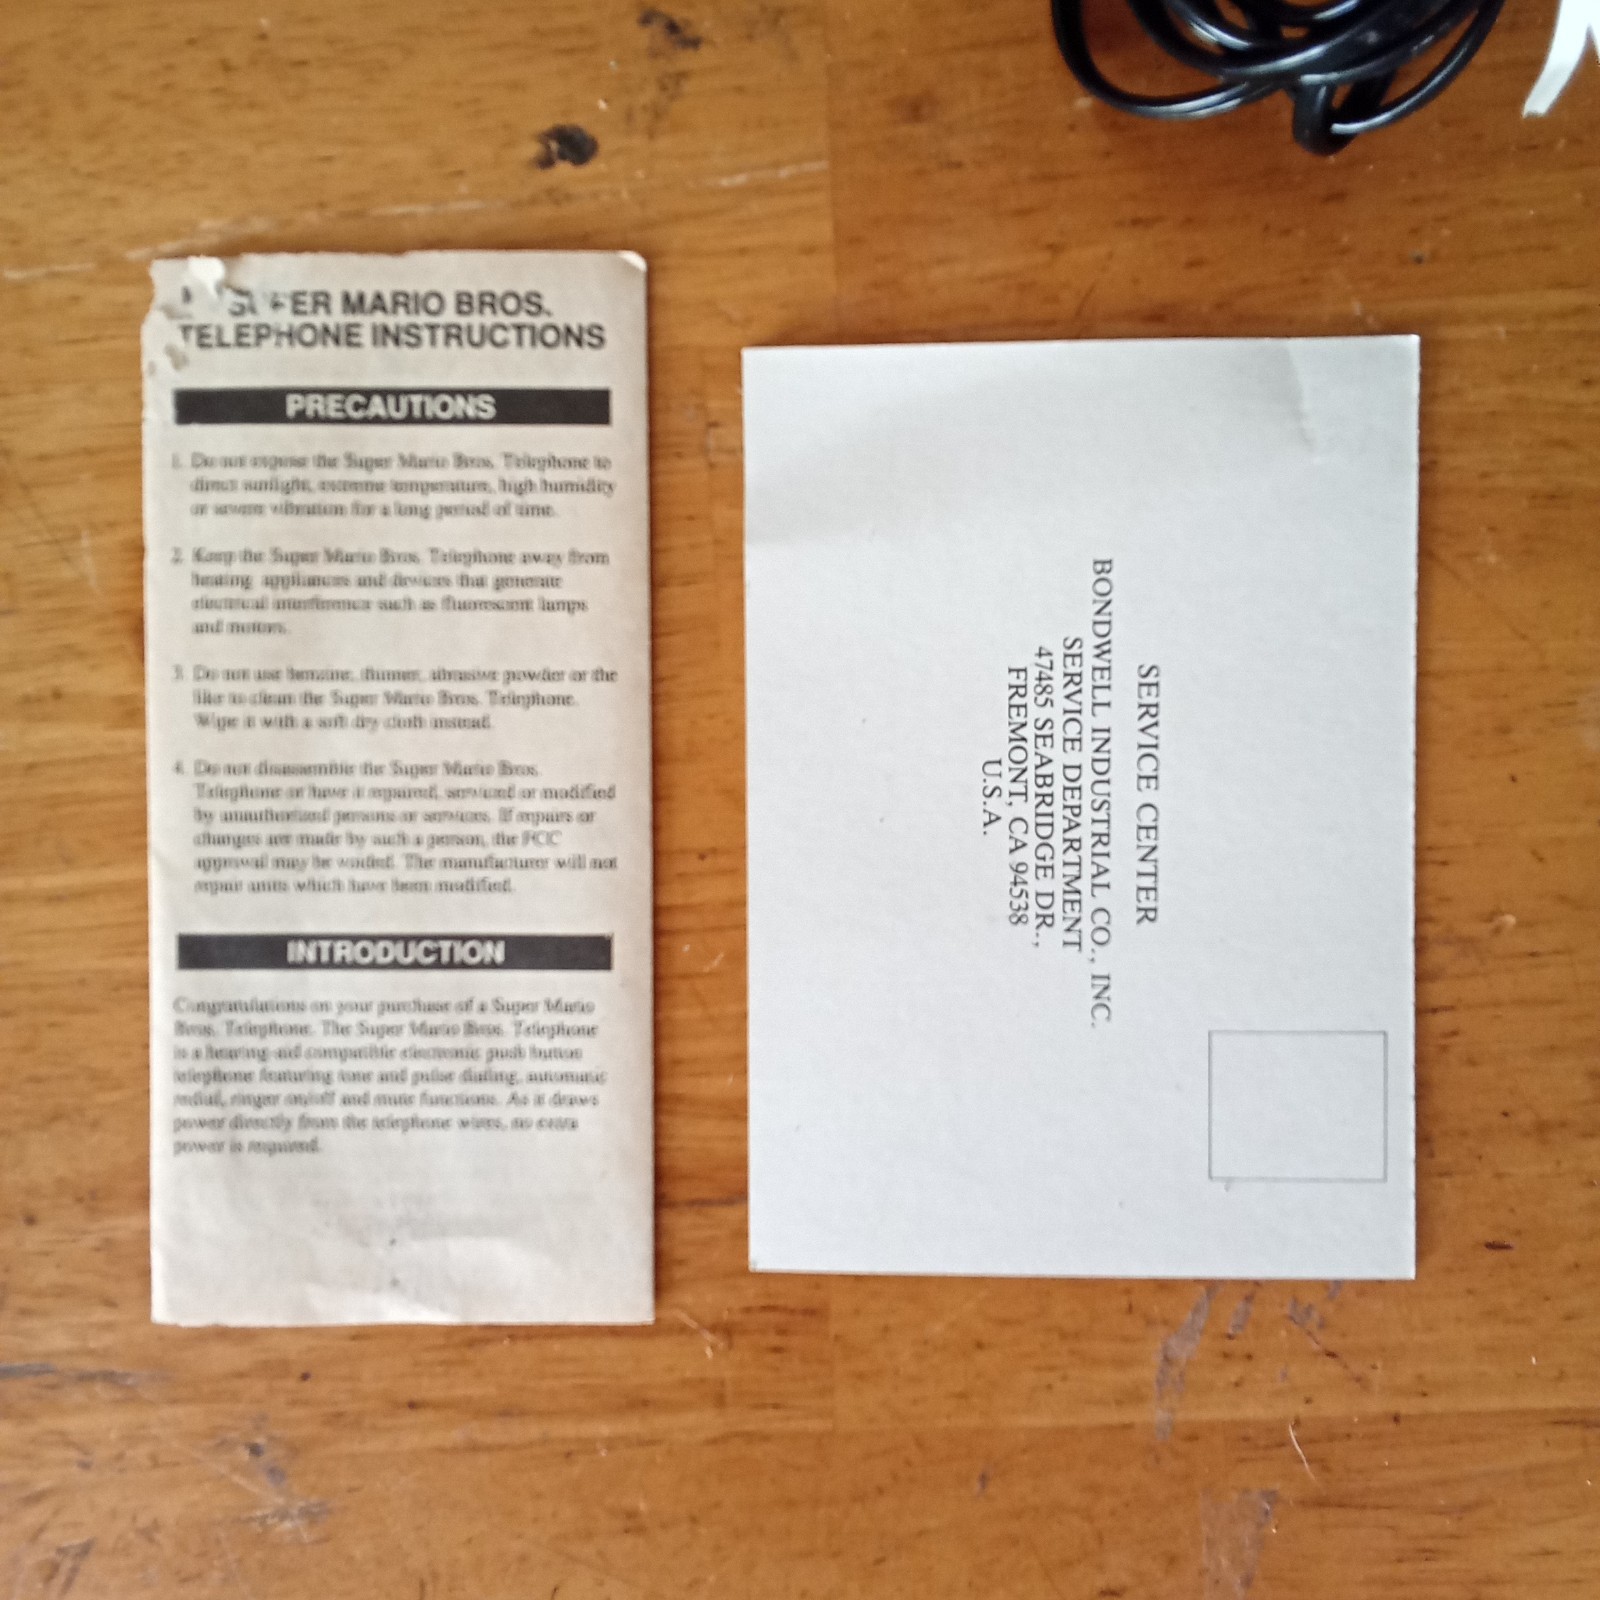 SUPER MARIO BROS.
TELEPHONE INSTRUCTIONS
PRECAUTIONS
1. Do not expose the Super Mario Bros. Telephone to
direct sunlight, extreme temperature, high humidity
or severe vibration for a long period of time.
2. Keep the Super Mario Bros. Telephone away from
heating appliances and devices that generate
electrical interference such as fluorescent lamps
and motors.
3. Do not use benzine, thinner, abrasive powder or the
like to clean the Super Mario Bros. Telephone.
Wipe it with a soft dry cloth instead.
4. Do not disassemble the Super Mario Bros.
Telephone or have it repaired, serviced or modified
by unauthorized persons or services. If repairs or
changes are made by such a person, the FCC
approval may be voided. The manufacturer will not
repair units which have been modified.
INTRODUCTION
Congratulations on your purchase of a Super Mario
Bros. Telephone. The Super Mario Bros. Telephone
is a hearing-aid compatible electronic push button
telephone featuring tone and pulse dialing, automatic
redial, ringer on/off and mute functions. As it draws
power directly from the telephone wires, no extra
power is required.
SERVICE CENTER
BONDWELL INDUSTRIAL CO., INC.
SERVICE DEPARTMENT
47485 SEABRIDGE DR.,
FREMONT, CA 94538
U.S.A.